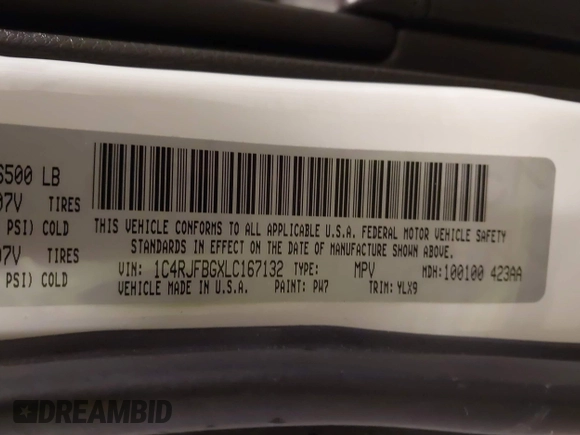 6500 LB
07V TIRES
PSI) COLD
07V TIRES
PSI) COLD
THIS VEHICLE CONFORMS TO ALL APPLICABLE U.S.A. FEDERAL MOTOR VEHICLE SAFETY
STANDARDS IN EFFECT ON THE DATE OF MANUFACTURE SHOWN ABOVE.
VIN: 1C4RJFBGXLC167132 TYPE: MPV MDH: 100100 423AA
VEHICLE MADE IN U.S.A. PAINT: PW7 TRIM: YLX9
DREAMBID